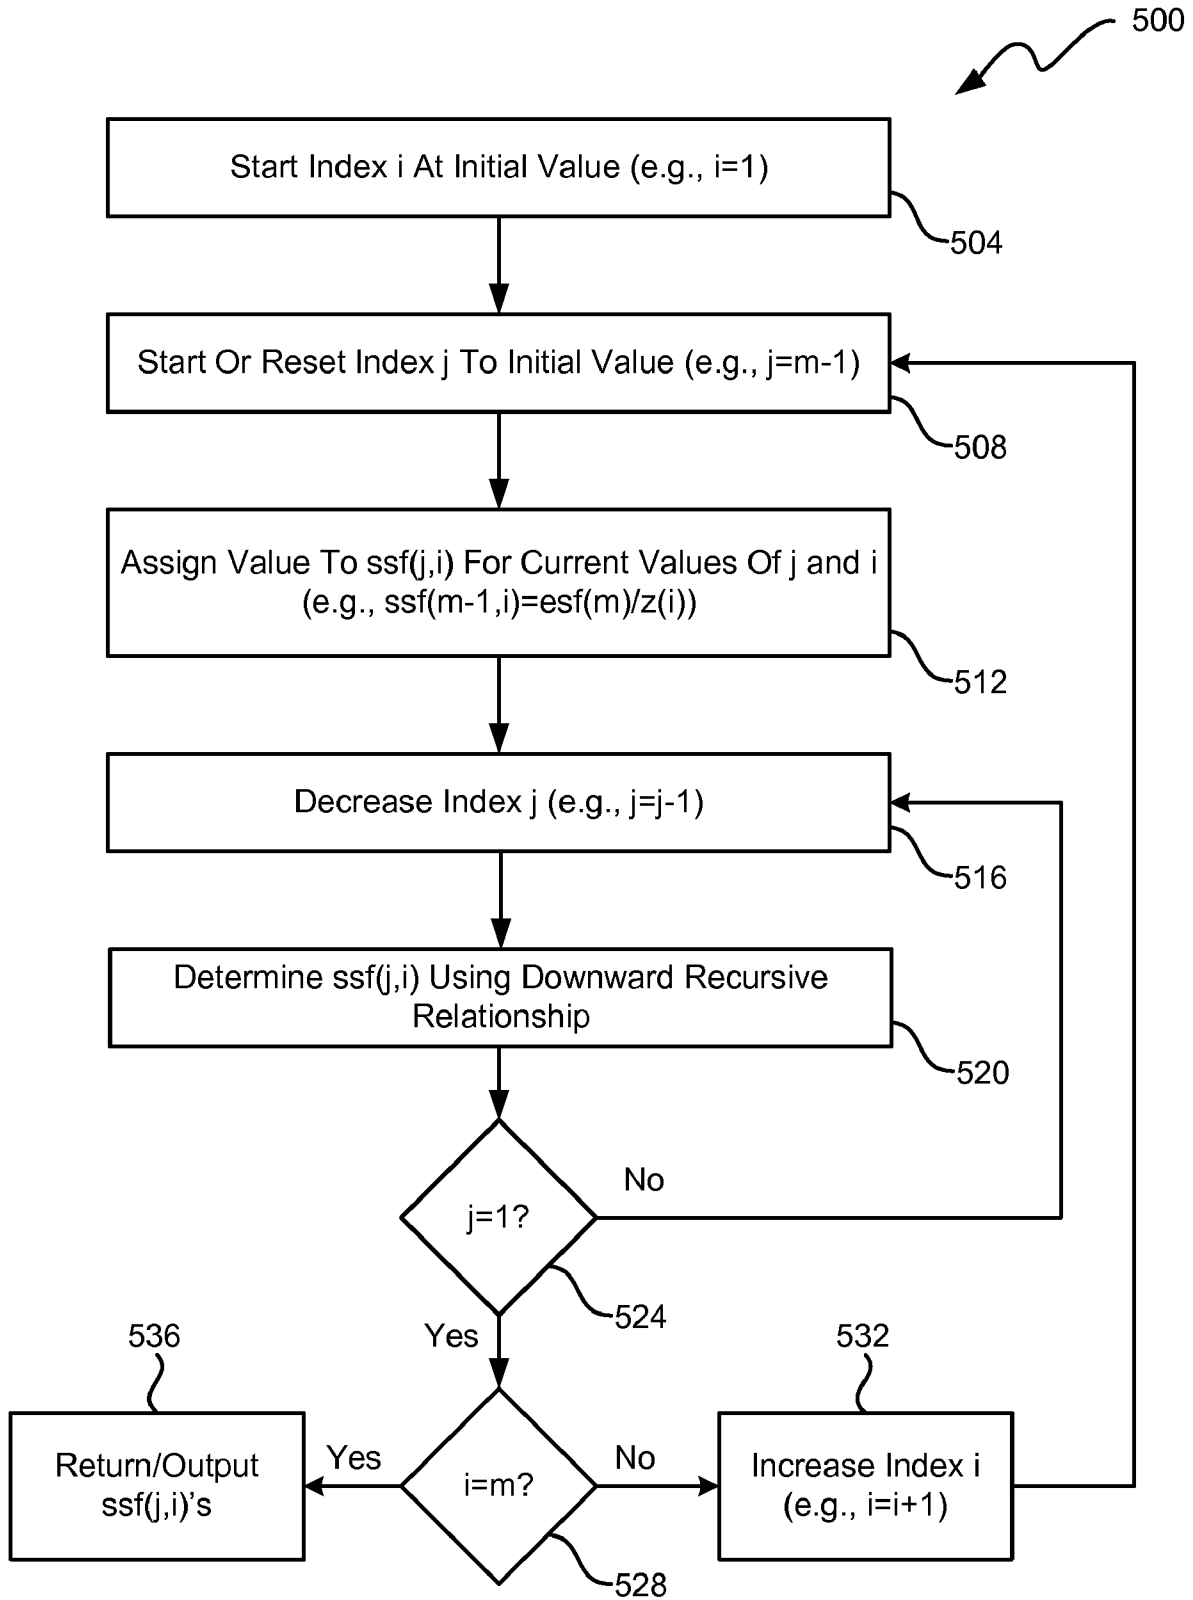 500
Start Index i At Initial Value (e.g., i=1)
504
Start Or Reset Index j To Initial Value (e.g., j=m-1)
508
Assign Value To ssf(j,i) For Current Values Of j and i
(e.g., ssf(m-1,i)=esf(m)/z(i))
512
Decrease Index j (e.g., j=j-1)
516
Determine ssf(j,i) Using Downward Recursive
Relationship
520
No
j=1?
524
Yes
536
532
Yes
No
Return/Output
ssf(j,i)'s
i=m?
Increase Index i
(e.g., i=i+1)
528